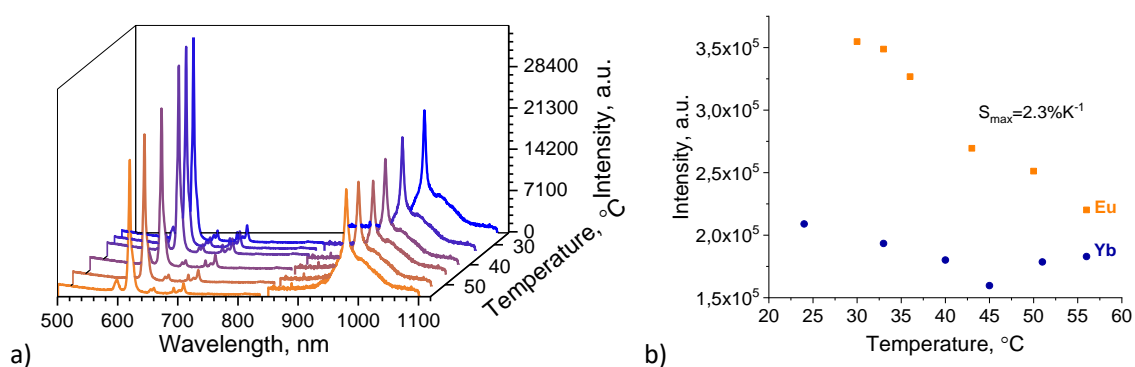 28400
21300
14200
7100
0
Intensity, a.u.
30
40
50
Temperature, °C
500 600 700 800 900 1000 1100
Wavelength, nm
a)
3,5x10⁵
3,0x10⁵
2,5x10⁵
2,0x10⁵
1,5x10⁵
Intensity, a.u.
Sₘₐₓ=2.3%K⁻¹
Eu
Yb
20 25 30 35 40 45 50 55 60
Temperature, °C
b)